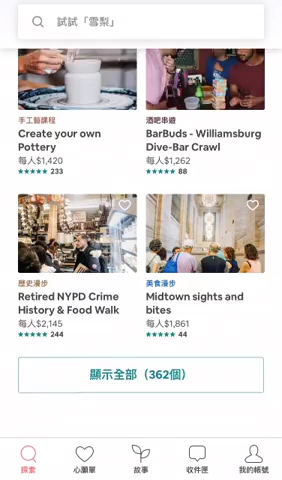 試試「雪梨」
手工藝課程
Create your own
Pottery
每人$1,420
★★★★★ 233
酒吧串遊
BarBuds - Williamsburg
Dive-Bar Crawl
每人$1,262
★★★★★ 88
歷史漫步
Retired NYPD Crime
History & Food Walk
每人$2,145
★★★★★ 244
美食漫步
Midtown sights and
bites
每人$1,861
★★★★★ 44
顯示全部（362個）
探索
心願單
故事
收件匣
我的帳號